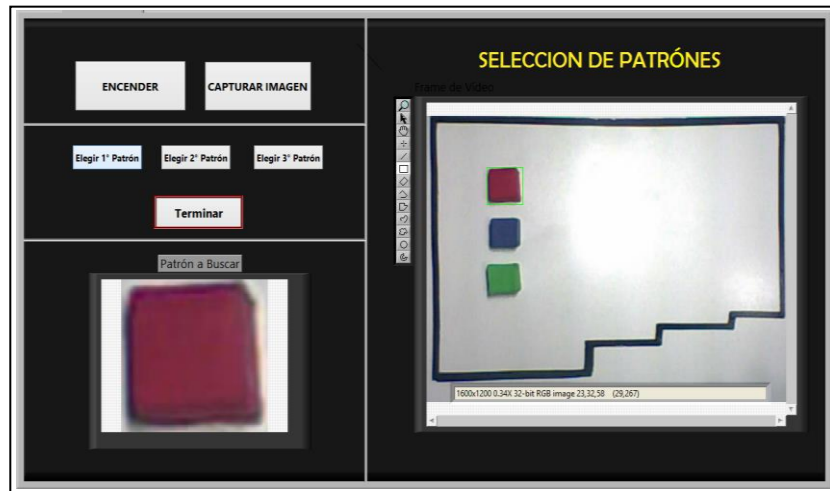 ENCENDER
CAPTURAR IMAGEN
Elegir 1° Patrón
Elegir 2° Patrón
Elegir 3° Patrón
Terminar
Patrón a Buscar
SELECCION DE PATRÓNES
Frame de Vídeo
1600x1200 0.34X 32-bit RGB image 23,32,58 (29,267)